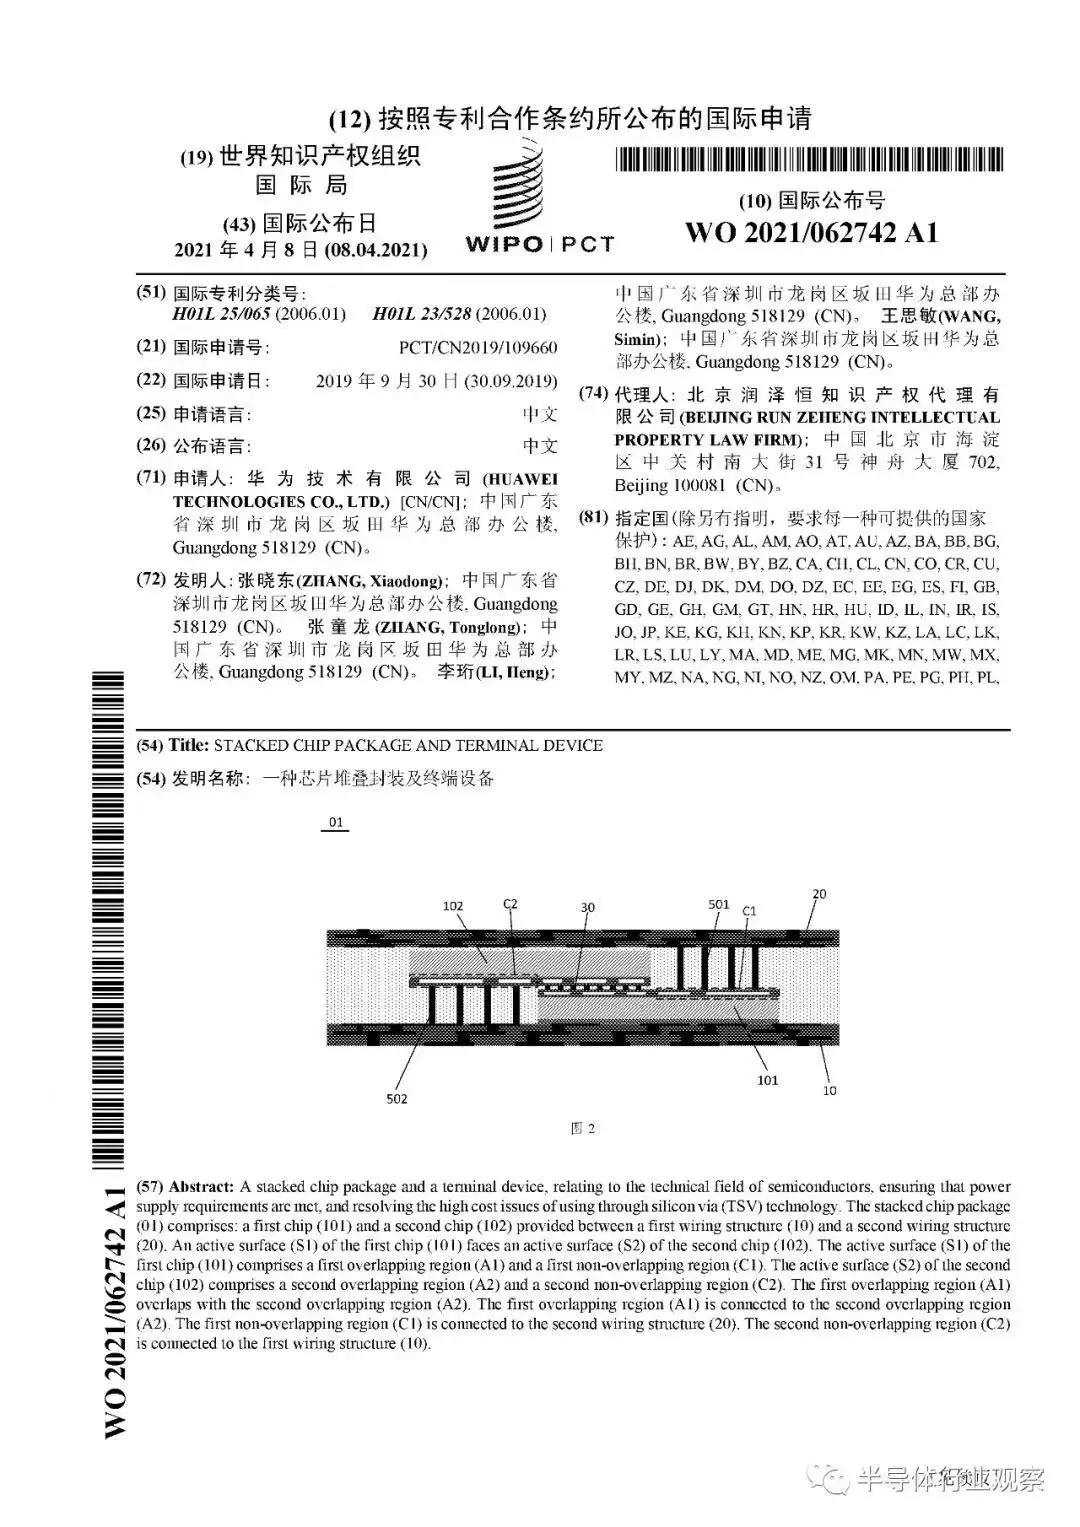 (12) 按照专利合作条约所公布的国际申请
(19) 世界知识产权组织
国 际 局
(43) 国际公布日
2021 年 4 月 8 日 (08.04.2021)
WIPO | PCT
(10) 国际公布号
WO 2021/062742 A1
(51) 国际专利分类号:
H01L 25/065 (2006.01) H01L 23/528 (2006.01)
(21) 国际申请号: PCT/CN2019/109660
(22) 国际申请日: 2019 年 9 月 30 日 (30.09.2019)
(25) 申请语言: 中文
(26) 公布语言: 中文
(71) 申请人: 华 为 技 术 有 限 公 司 (HUAWEI
TECHNOLOGIES CO., LTD.) [CN/CN]; 中国广东
省 深 圳 市 龙 岗 区 坂 田 华 为 总 部 办 公 楼,
Guangdong 518129 (CN)。
(72) 发明人: 张晓东(ZHANG, Xiaodong); 中国广东省
深圳市龙岗区坂田华为总部办公楼, Guangdong
518129 (CN)。 张 童 龙 (ZHANG, Tonglong); 中
国 广 东 省 深 圳 市 龙 岗 区 坂 田 华 为 总 部 办
公楼, Guangdong 518129 (CN)。 李珩(LI, Heng);
中 国 广 东 省 深 圳 市 龙 岗 区 坂 田 华 为 总 部 办
公楼, Guangdong 518129 (CN)。 王思敏(WANG,
Simin); 中 国 广 东 省 深 圳 市 龙 岗 区 坂 田 华 为 总
部办公楼, Guangdong 518129 (CN)。
(74) 代理人: 北 京 润 泽 恒 知 识 产 权 代 理 有
限 公 司 (BEIJING RUN ZEHENG INTELLECTUAL
PROPERTY LAW FIRM); 中 国 北 京 市 海 淀
区 中 关 村 南 大 街 31 号 神 舟 大 厦 702,
Beijing 100081 (CN)。
(81) 指定国(除另有指明，要求每一种可提供的国家
保护): AE, AG, AL, AM, AO, AT, AU, AZ, BA, BB, BG,
BH, BN, BR, BW, BY, BZ, CA, CH, CL, CN, CO, CR, CU,
CZ, DE, DJ, DK, DM, DO, DZ, EC, EE, EG, ES, FI, GB,
GD, GE, GH, GM, GT, HN, HR, HU, ID, IL, IN, IR, IS,
JO, JP, KE, KG, KH, KN, KP, KR, KW, KZ, LA, LC, LK,
LR, LS, LU, LY, MA, MD, ME, MG, MK, MN, MW, MX,
MY, MZ, NA, NG, NI, NO, NZ, OM, PA, PE, PG, PH, PL,
(54) Title: STACKED CHIP PACKAGE AND TERMINAL DEVICE
(54) 发明名称: 一种芯片堆叠封装及终端设备
01
102 C2 30 501 C1 20
502 101 10
图 2
(57) Abstract: A stacked chip package and a terminal device, relating to the technical field of semiconductors, ensuring that power
supply requirements are met, and resolving the high cost issues of using through silicon via (TSV) technology. The stacked chip package
(01) comprises: a first chip (101) and a second chip (102) provided between a first wiring structure (10) and a second wiring structure
(20). An active surface (S1) of the first chip (101) faces an active surface (S2) of the second chip (102). The active surface (S1) of the
first chip (101) comprises a first overlapping region (A1) and a first non-overlapping region (C1). The active surface (S2) of the second
chip (102) comprises a second overlapping region (A2) and a second non-overlapping region (C2). The first overlapping region (A1)
overlaps with the second overlapping region (A2). The first overlapping region (A1) is connected to the second overlapping region
(A2). The first non-overlapping region (C1) is connected to the second wiring structure (20). The second non-overlapping region (C2)
is connected to the first wiring structure (10).
WO 2021/062742 A1
半导体行业观察